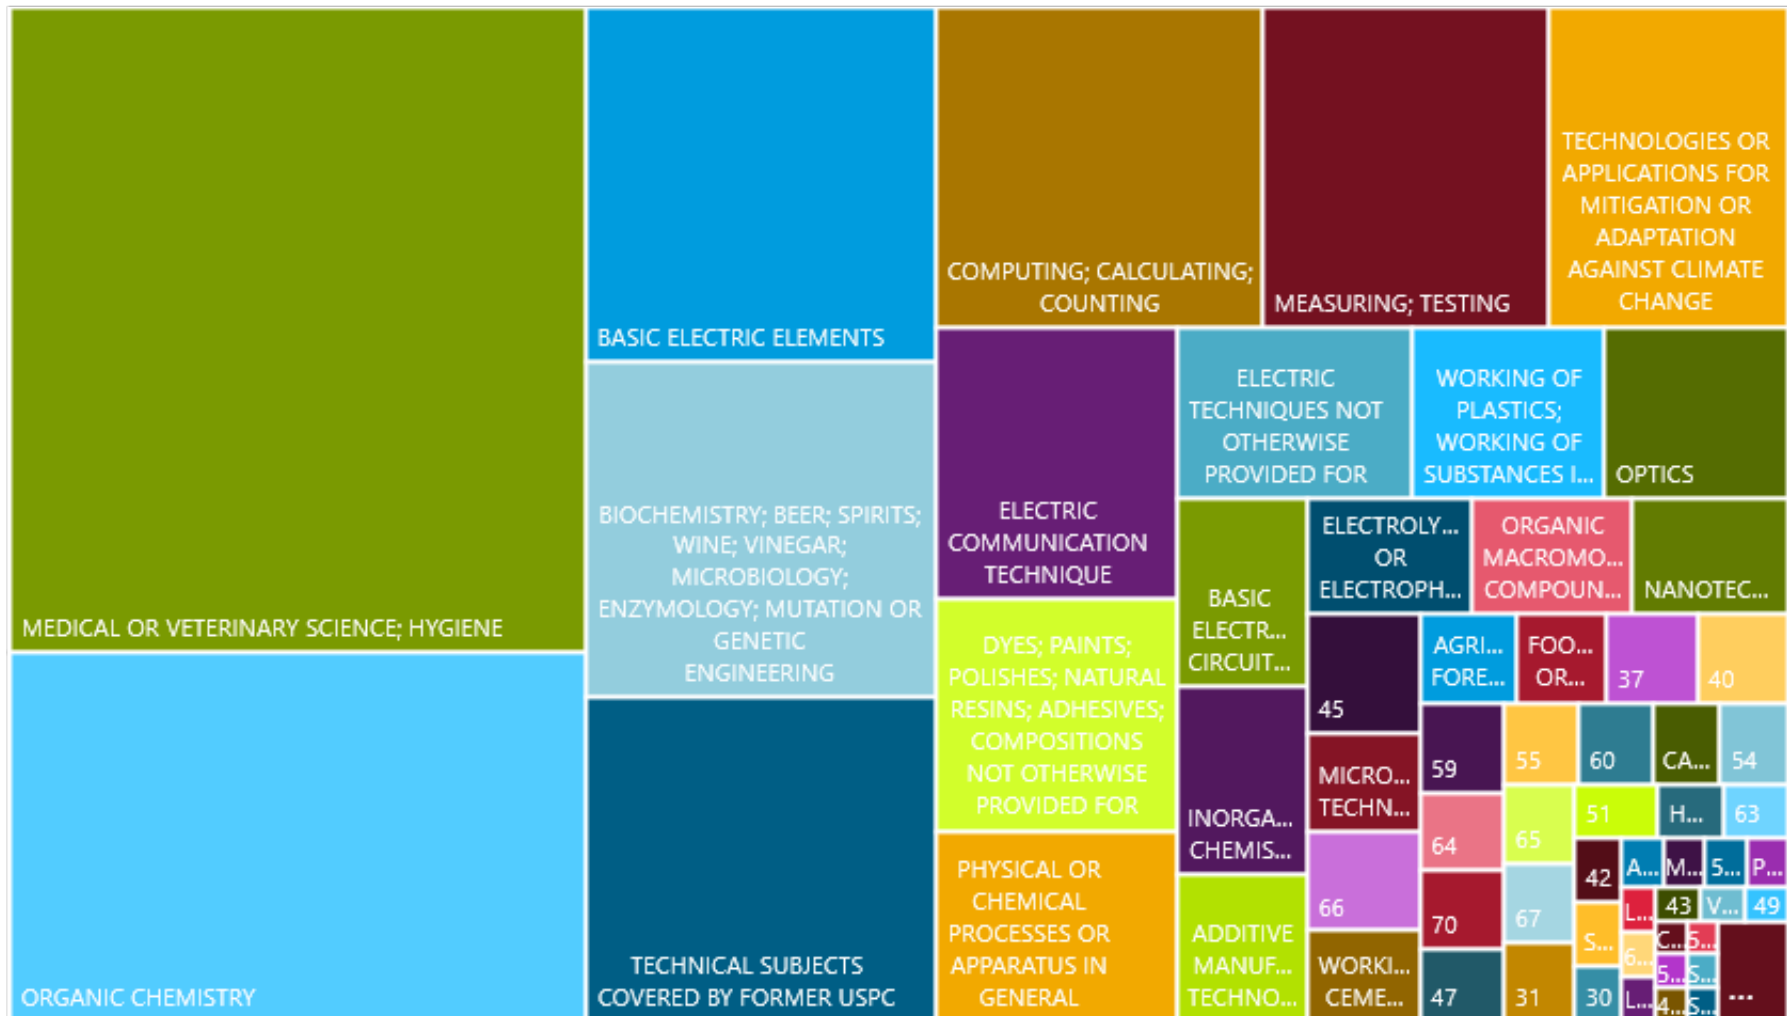 MEDICAL OR VETERINARY SCIENCE; HYGIENE
ORGANIC CHEMISTRY
BASIC ELECTRIC ELEMENTS
BIOCHEMISTRY; BEER; SPIRITS;
WINE; VINEGAR;
MICROBIOLOGY;
ENZYMOLOGY; MUTATION OR
GENETIC
ENGINEERING
TECHNICAL SUBJECTS
COVERED BY FORMER USPC
COMPUTING; CALCULATING;
COUNTING
MEASURING; TESTING
TECHNOLOGIES OR
APPLICATIONS FOR
MITIGATION OR
ADAPTATION
AGAINST CLIMATE
CHANGE
ELECTRIC
COMMUNICATION
TECHNIQUE
DYES; PAINTS;
POLISHES; NATURAL
RESINS; ADHESIVES;
COMPOSITIONS
NOT OTHERWISE
PROVIDED FOR
PHYSICAL OR
CHEMICAL
PROCESSES OR
APPARATUS IN
GENERAL
ELECTRIC
TECHNIQUES NOT
OTHERWISE
PROVIDED FOR
WORKING OF
PLASTICS;
WORKING OF
SUBSTANCES I...
OPTICS
BASIC
ELECTR...
CIRCUIT...
INORGA...
CHEMIS...
ADDITIVE
MANUF...
TECHNO...
ELECTROLY...
OR
ELECTROPH...
ORGANIC
MACROMO...
COMPOUN...
NANOTEC...
45
MICRO...
TECHN...
66
WORKI...
CEME...
AGRI...
FORE...
FOO...
OR...
37
40
59
64
70
47
55
60
CA...
54
65
67
31
51
H...
63
42
S...
30
A...
M...
5...
P...
L...
6...
L...
43
V...
49
C...
5...
5...
S...
4...
S...
...